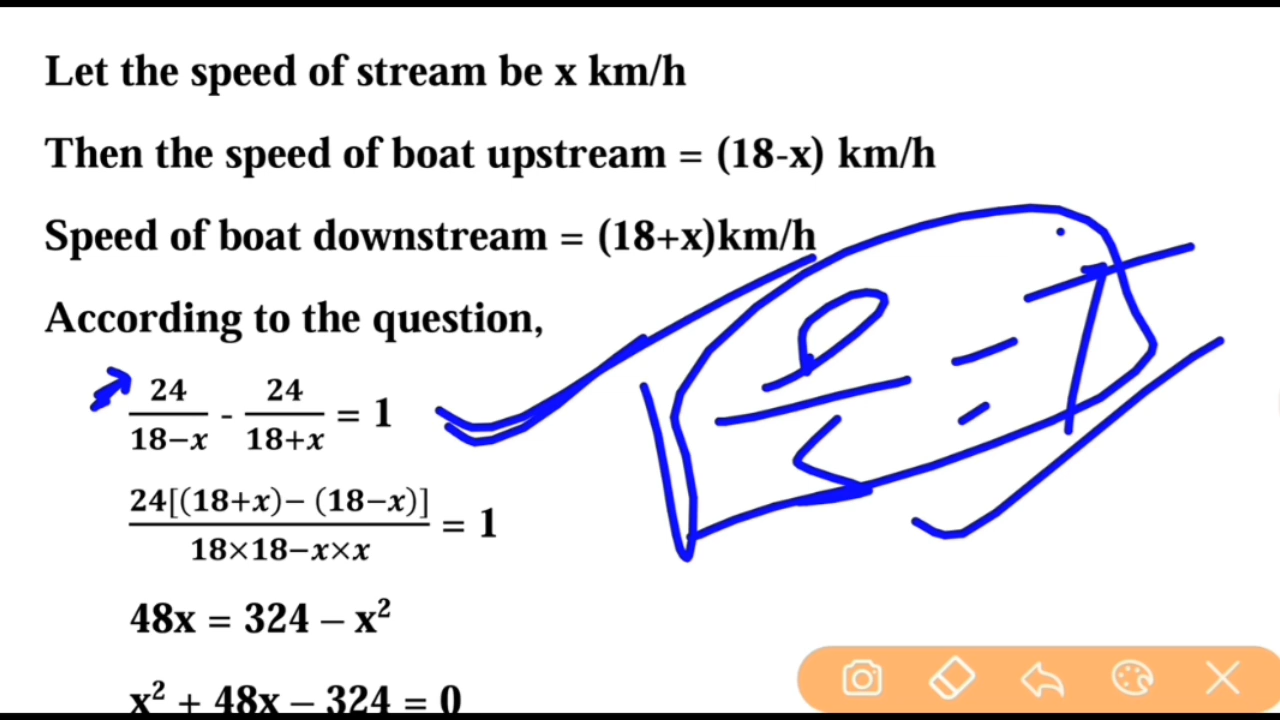 Let the speed of stream be x km/h
Then the speed of boat upstream = (18-x) km/h
Speed of boat downstream = (18+x)km/h
According to the question,
24/18−x - 24/18+x = 1
24[(18+x)− (18−x)]/18×18−x×x = 1
48x = 324 – x²
x² + 48x – 324 = 0